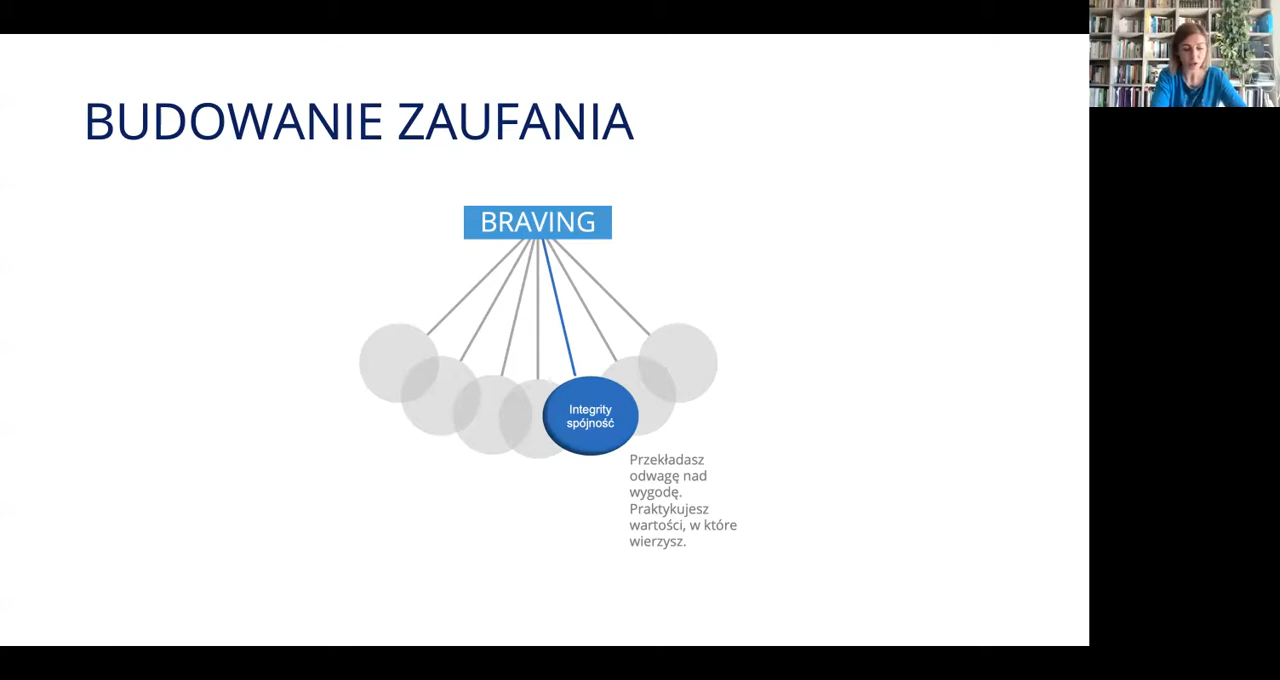 BUDOWANIE ZAUFANIA
BRAVING
Integrity
spójność
Przekładasz
odwagę nad
wygodę.
Praktykujesz
wartości, w które
wierzysz.